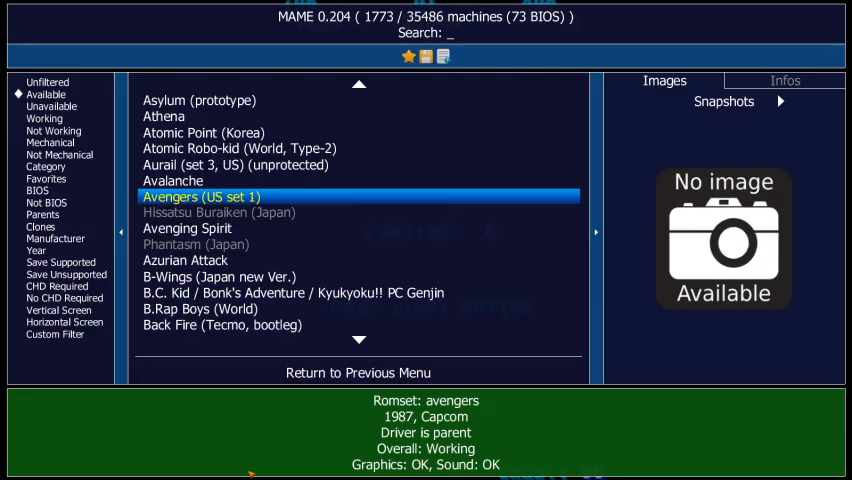 MAME 0.204 ( 1773 / 35486 machines (73 BIOS) )
Search: _
Unfiltered
Available
Unavailable
Working
Not Working
Mechanical
Not Mechanical
Category
Favorites
BIOS
Not BIOS
Parents
Clones
Manufacturer
Year
Save Supported
Save Unsupported
CHD Required
No CHD Required
Vertical Screen
Horizontal Screen
Custom Filter
Asylum (prototype)
Athena
Atomic Point (Korea)
Atomic Robo-kid (World, Type-2)
Aurail (set 3, US) (unprotected)
Avalanche
Avengers (US set 1)
Hissatsu Buraiken (Japan)
Avenging Spirit
Phantasm (Japan)
Azurian Attack
B-Wings (Japan new Ver.)
B.C. Kid / Bonk's Adventure / Kyukyoku!! PC Genjin
B.Rap Boys (World)
Back Fire (Tecmo, bootleg)
Return to Previous Menu
Images
Infos
Snapshots
No image
Available
Romset: avengers
1987, Capcom
Driver is parent
Overall: Working
Graphics: OK, Sound: OK